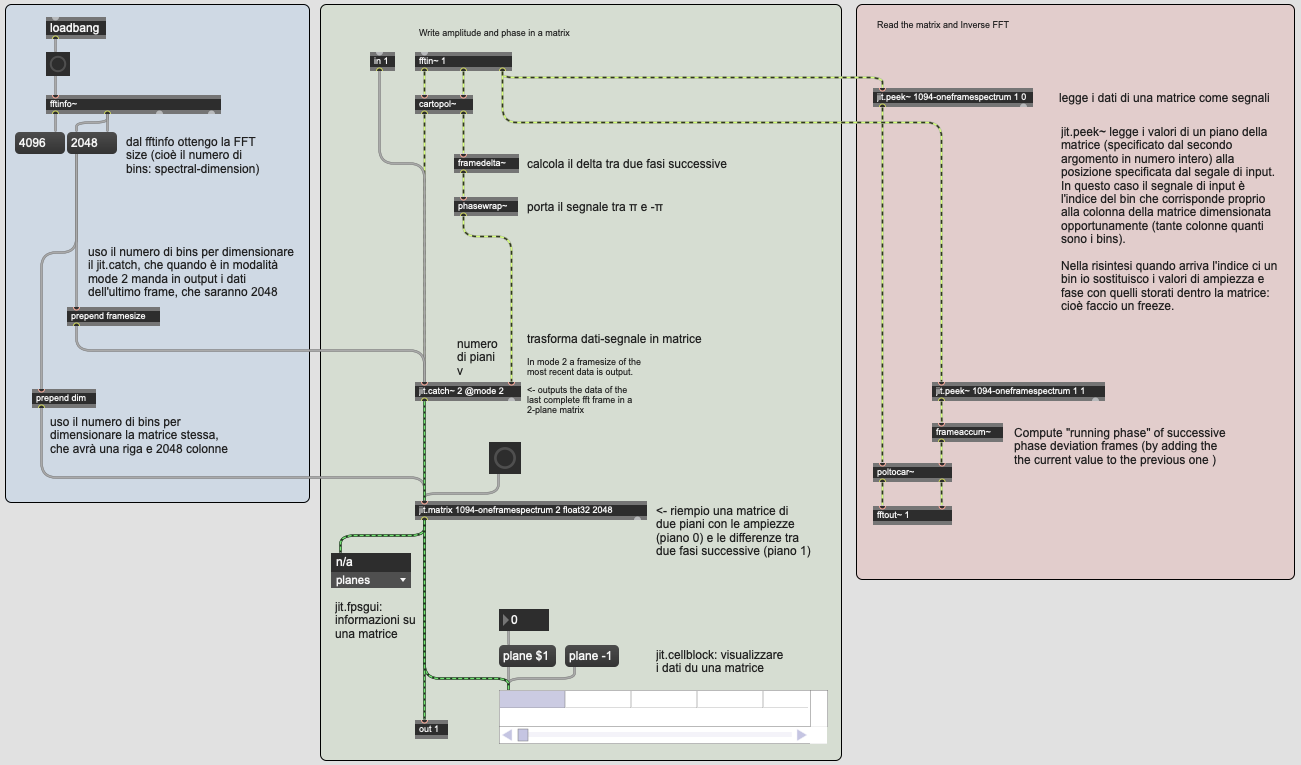 loadbang
fftinfo~
4096
2048
dal fftinfo ottengo la FFT
size (cioè il numero di
bins: spectral-dimension)
uso il numero di bins per dimensionare
il jit.catch, che quando è in modalità
mode 2 manda in output i dati
dell'ultimo frame, che saranno 2048
prepend framesize
prepend dim
uso il numero di bins per
dimensionare la matrice stessa,
che avrà una riga e 2048 colonne
Write amplitude and phase in a matrix
in 1
fftin~ 1
cartopol~
framedelta~
calcola il delta tra due fasi successive
phasewrap~
porta il segnale tra π e -π
numero
di piani
v
trasforma dati-segnale in matrice
In mode 2 a framesize of the
most recent data is output.
jit.catch~ 2 @mode 2
<- outputs the data of the
last complete fft frame in a
2-plane matrix
jit.matrix 1094-oneframespectrum 2 float32 2048
<- riempio una matrice di
due piani con le ampiezze
(piano 0) e le differenze tra
due fasi successive (piano 1)
n/a
planes
jit.fpsgui:
informazioni su
una matrice
0
plane $1
plane -1
jit.cellblock: visualizzare
i dati du una matrice
out 1
Read the matrix and Inverse FFT
jit.peek~ 1094-oneframespectrum 1 0
legge i dati di una matrice come segnali
jit.peek~ legge i valori di un piano della
matrice (specificato dal secondo
argomento in numero intero) alla
posizione specificata dal segale di input.
In questo caso il segnale di input è
l'indice del bin che corrisponde proprio
alla colonna della matrice dimensionata
opportunamente (tante colonne quanti
sono i bins).
Nella risintesi quando arriva l'indice ci un
bin io sostituisco i valori di ampiezza e
fase con quelli storati dentro la matrice:
cioè faccio un freeze.
jit.peek~ 1094-oneframespectrum 1 1
frameaccum~
Compute "running phase" of successive
phase deviation frames (by adding the
the current value to the previous one )
poltocar~
fftout~ 1